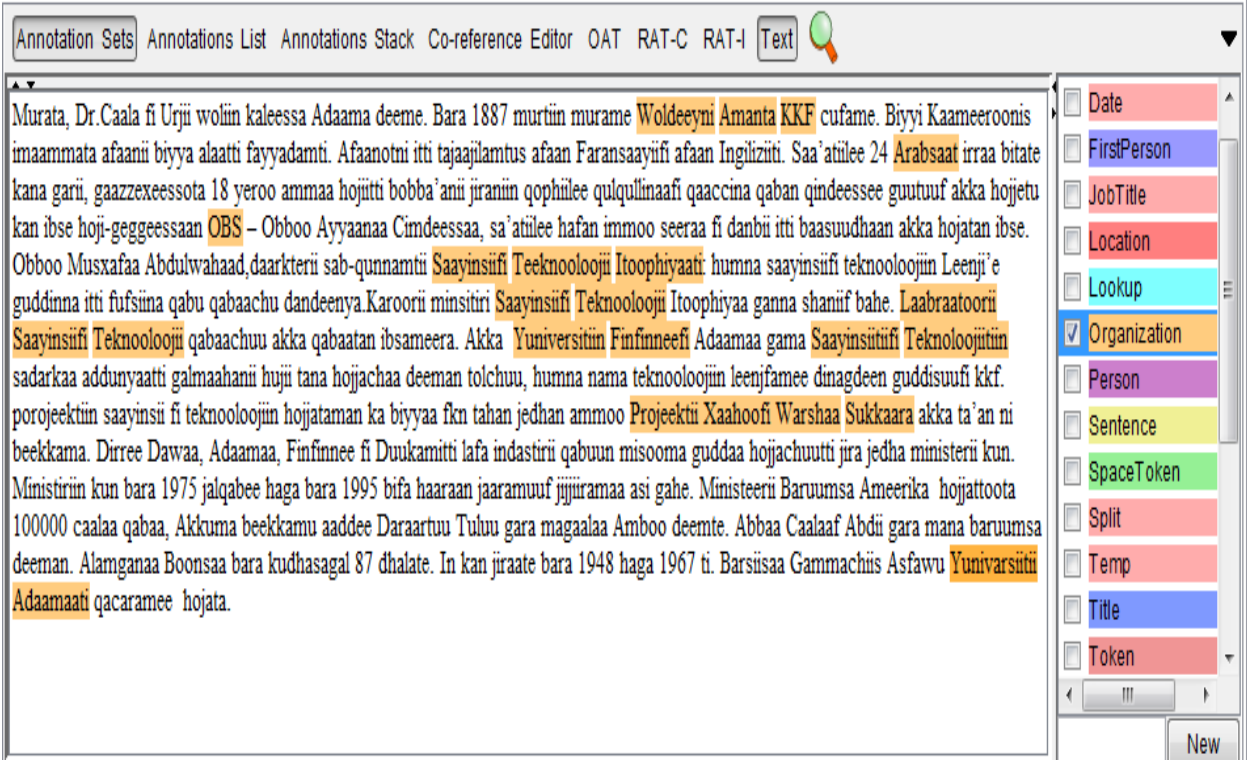 Annotation Sets Annotations List Annotations Stack Co-reference Editor OAT RAT-C RAT-I Text
Murata, Dr.Caala fi Urjii woliin kaleessa Adaama deeme. Bara 1887 murtiin murame Woldeeyni Amanta KKF cufame. Biyyi Kaameeroonis
imaammata afaanii biyya alaatti fayyadamti. Afaanotni itti tajaajilamtus afaan Faransaayiifi afaan Ingiliziiti. Saa’atiilee 24 Arabsaat irraa bitate
kana garii, gaazzexeessota 18 yeroo ammaa hojiitti bobba’anii jiraniin qophiilee qulqullinaafi qaaccina qaban qindeessee guutuuf akka hojjetu
kan ibse hoji-geggeessaan OBS – Obboo Ayyaanaa Cimdeessaa, sa’atiilee hafan immoo seeraa fi danbii itti baasuudhaan akka hojatan ibse.
Obboo Musxafaa Abdulwahaad,daarkterii sab-qunnamtii Saayinsiifi Teeknooloojii Itoophiyaati: humna saayinsiifi teknooloojiin Leenji’e
guddinna itti fufsiina qabu qabaachu dandeenya.Karoorii minsitiri Saayinsiifi Teknooloojii Itoophiyaa ganna shaniif bahe. Laabraatoorii
Saayinsiifi Teknooloojii qabaachuu akka qabaatan ibsameera. Akka Yuniversitiin Finfinneefi Adaamaa gama Saayinsiitiifi Teknoloojiitiin
sadarkaa addunyaatti galmaahanii hujii tana hojjachaa deeman tolchuu, humna nama teknooloojiin leenjfamee dinagdeen guddisuufi kkf.
porojeektiin saayinsii fi teknooloojiin hojjataman ka biyyaa fkn tahan jedhan ammoo Projeektii Xaahoofi Warshaa Sukkaara akka ta’an ni
beekkama. Dirree Dawaa, Adaamaa, Finfinnee fi Duukamitti lafa indastirii qabuun misooma guddaa hojjachuutti jira jedha ministerii kun.
Ministiriin kun bara 1975 jalqabee haga bara 1995 bifa haaraan jaaramuuf jijjiiramaa asi gahe. Ministeerii Baruumsa Ameerika hojjattoota
100000 caalaa qabaa, Akkuma beekkamu aaddee Daraartuu Tuluu gara magaalaa Amboo deemte. Abbaa Caalaaf Abdii gara mana baruumsa
deeman. Alamganaa Boonsaa bara kudhasagal 87 dhalate. In kan jiraate bara 1948 haga 1967 ti. Barsiisaa Gammachiis Asfawu Yunivarsiitii
Adaamaati qacaramee hojata.
Date
FirstPerson
JobTitle
Location
Lookup
Organization
Person
Sentence
SpaceToken
Split
Temp
Title
Token
New